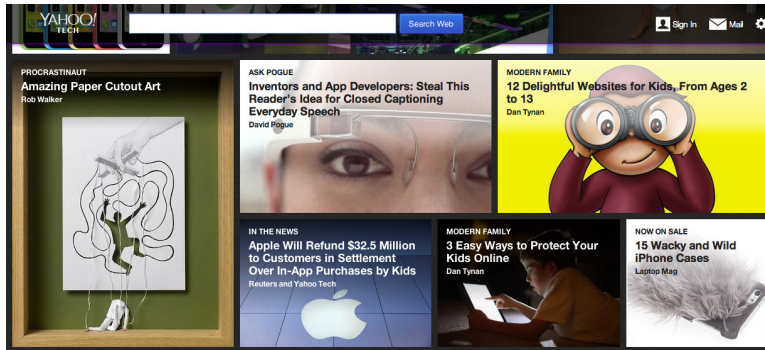 YAHOO!
TECH
Search Web
Sign In
Mail
PROCRASTINAUT
Amazing Paper Cutout Art
Rob Walker
ASK POGUE
Inventors and App Developers: Steal This
Reader's Idea for Closed Captioning
Everyday Speech
David Pogue
MODERN FAMILY
12 Delightful Websites for Kids, From Ages 2
to 13
Dan Tynan
IN THE NEWS
Apple Will Refund $32.5 Million
to Customers in Settlement
Over In-App Purchases by Kids
Reuters and Yahoo Tech
MODERN FAMILY
3 Easy Ways to Protect Your
Kids Online
Dan Tynan
NOW ON SALE
15 Wacky and Wild
iPhone Cases
Laptop Mag